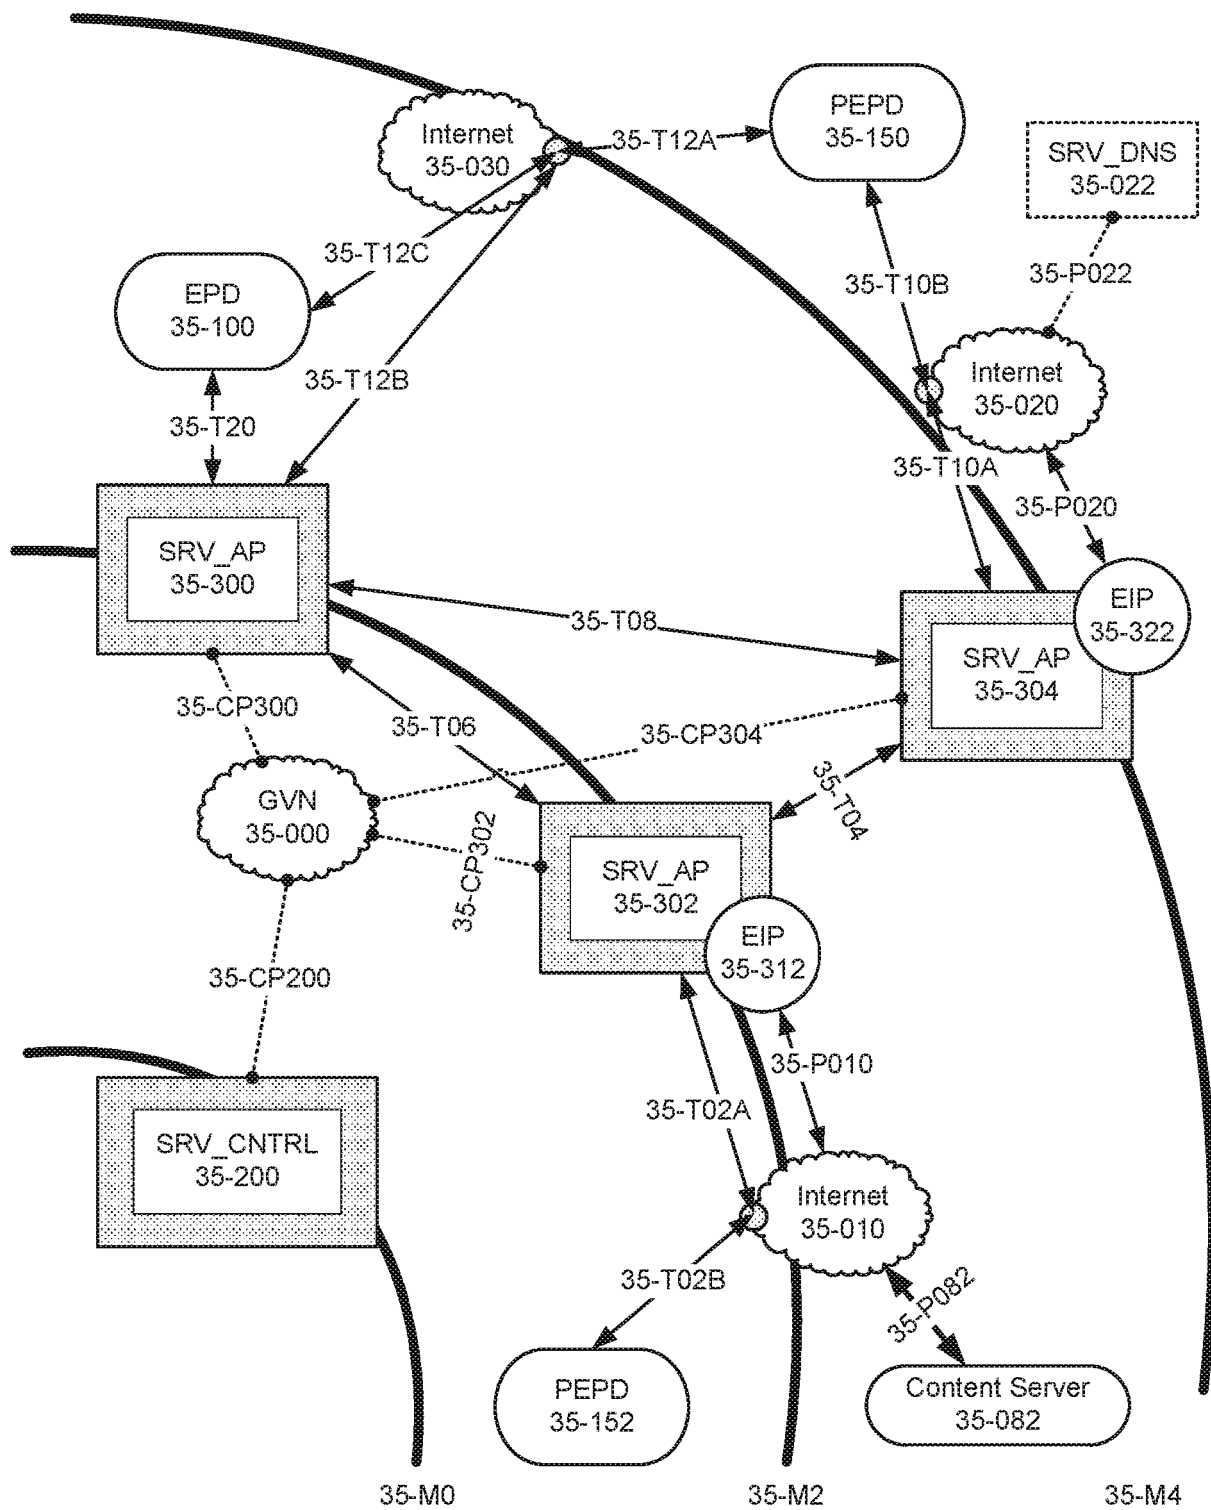 PEPD
35-150
Internet
35-030
35-T12A
SRV_DNS
35-022
35-T12C
35-P022
EPD
35-100
35-T10B
35-T12B
Internet
35-020
35-T20
35-T10A
35-P020
SRV_AP
35-300
EIP
35-322
35-T08
SRV_AP
35-304
35-CP300
35-T06
35-CP304
GVN
35-000
35-T04
35-CP302
SRV_AP
35-302
EIP
35-312
35-CP200
35-P010
35-T02A
SRV_CNTRL
35-200
Internet
35-010
35-T02B
35-P082
PEPD
35-152
Content Server
35-082
35-M0
35-M2
35-M4